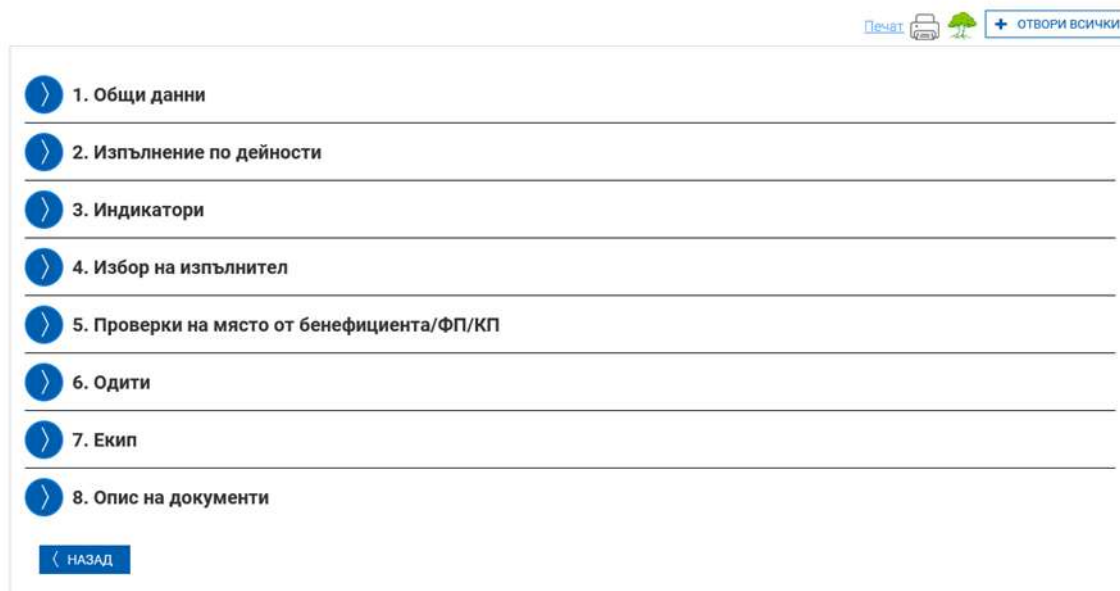 Печат
+ ОТВОРИ ВСИЧКИ
1. Общи данни
2. Изпълнение по дейности
3. Индикатори
4. Избор на изпълнител
5. Проверки на място от бенефициента/ФП/КП
6. Одити
7. Екип
8. Опис на документи
НАЗАД